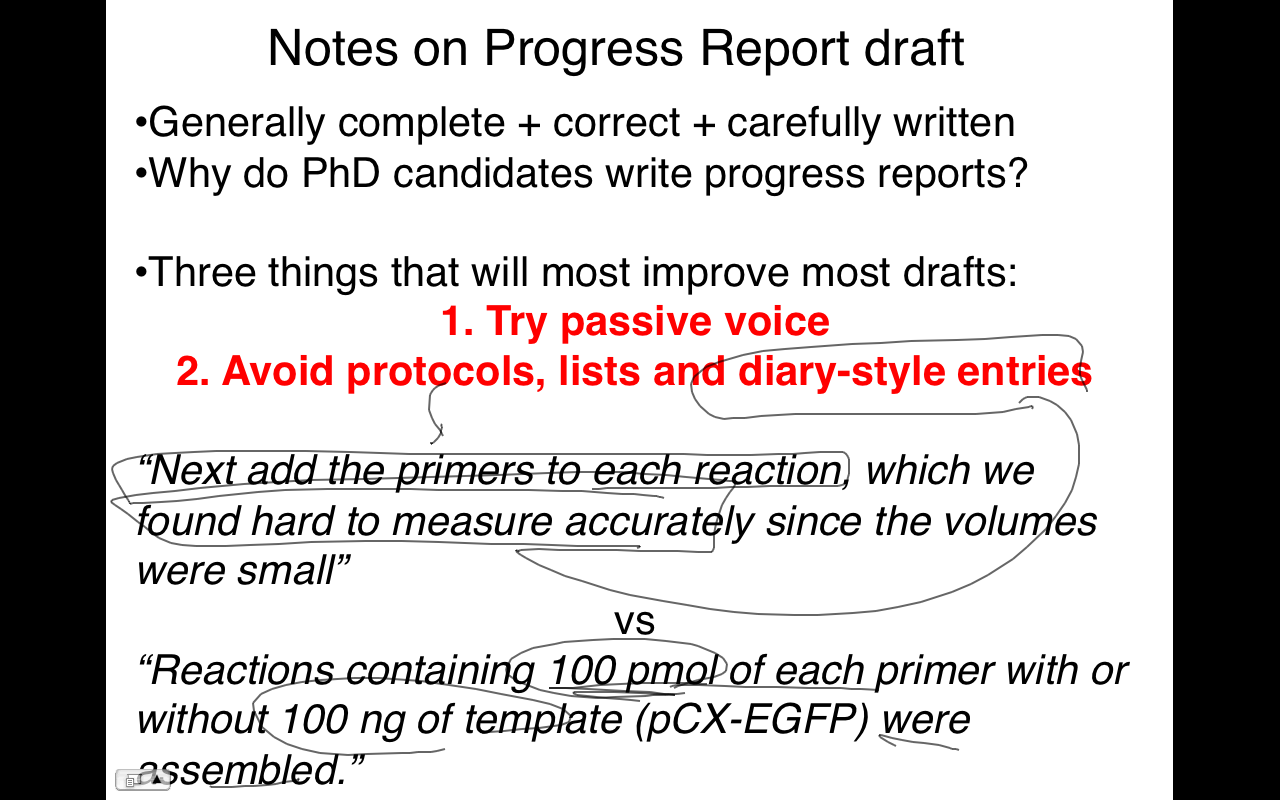 Notes on Progress Report draft
•Generally complete + correct + carefully written
•Why do PhD candidates write progress reports?
•Three things that will most improve most drafts:
1. Try passive voice
2. Avoid protocols, lists and diary-style entries
“Next add the primers to each reaction, which we
found hard to measure accurately since the volumes
were small”
vs
“Reactions containing 100 pmol of each primer with or
without 100 ng of template (pCX-EGFP) were
assembled.”